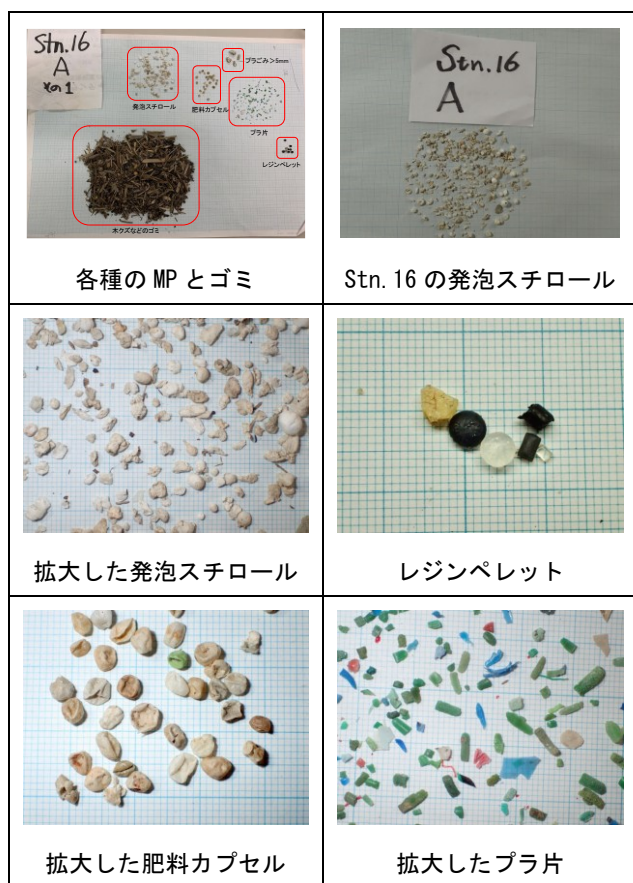 Stn.16
A
その1
発泡スチロール
肥料カプセル
プラごみ>5mm
プラ片
レジンペレット
木クズなどのゴミ
各種の MP とゴミ
Stn.16
A
Stn.16 の発泡スチロール
拡大した発泡スチロール
レジンペレット
拡大した肥料カプセル
拡大したプラ片